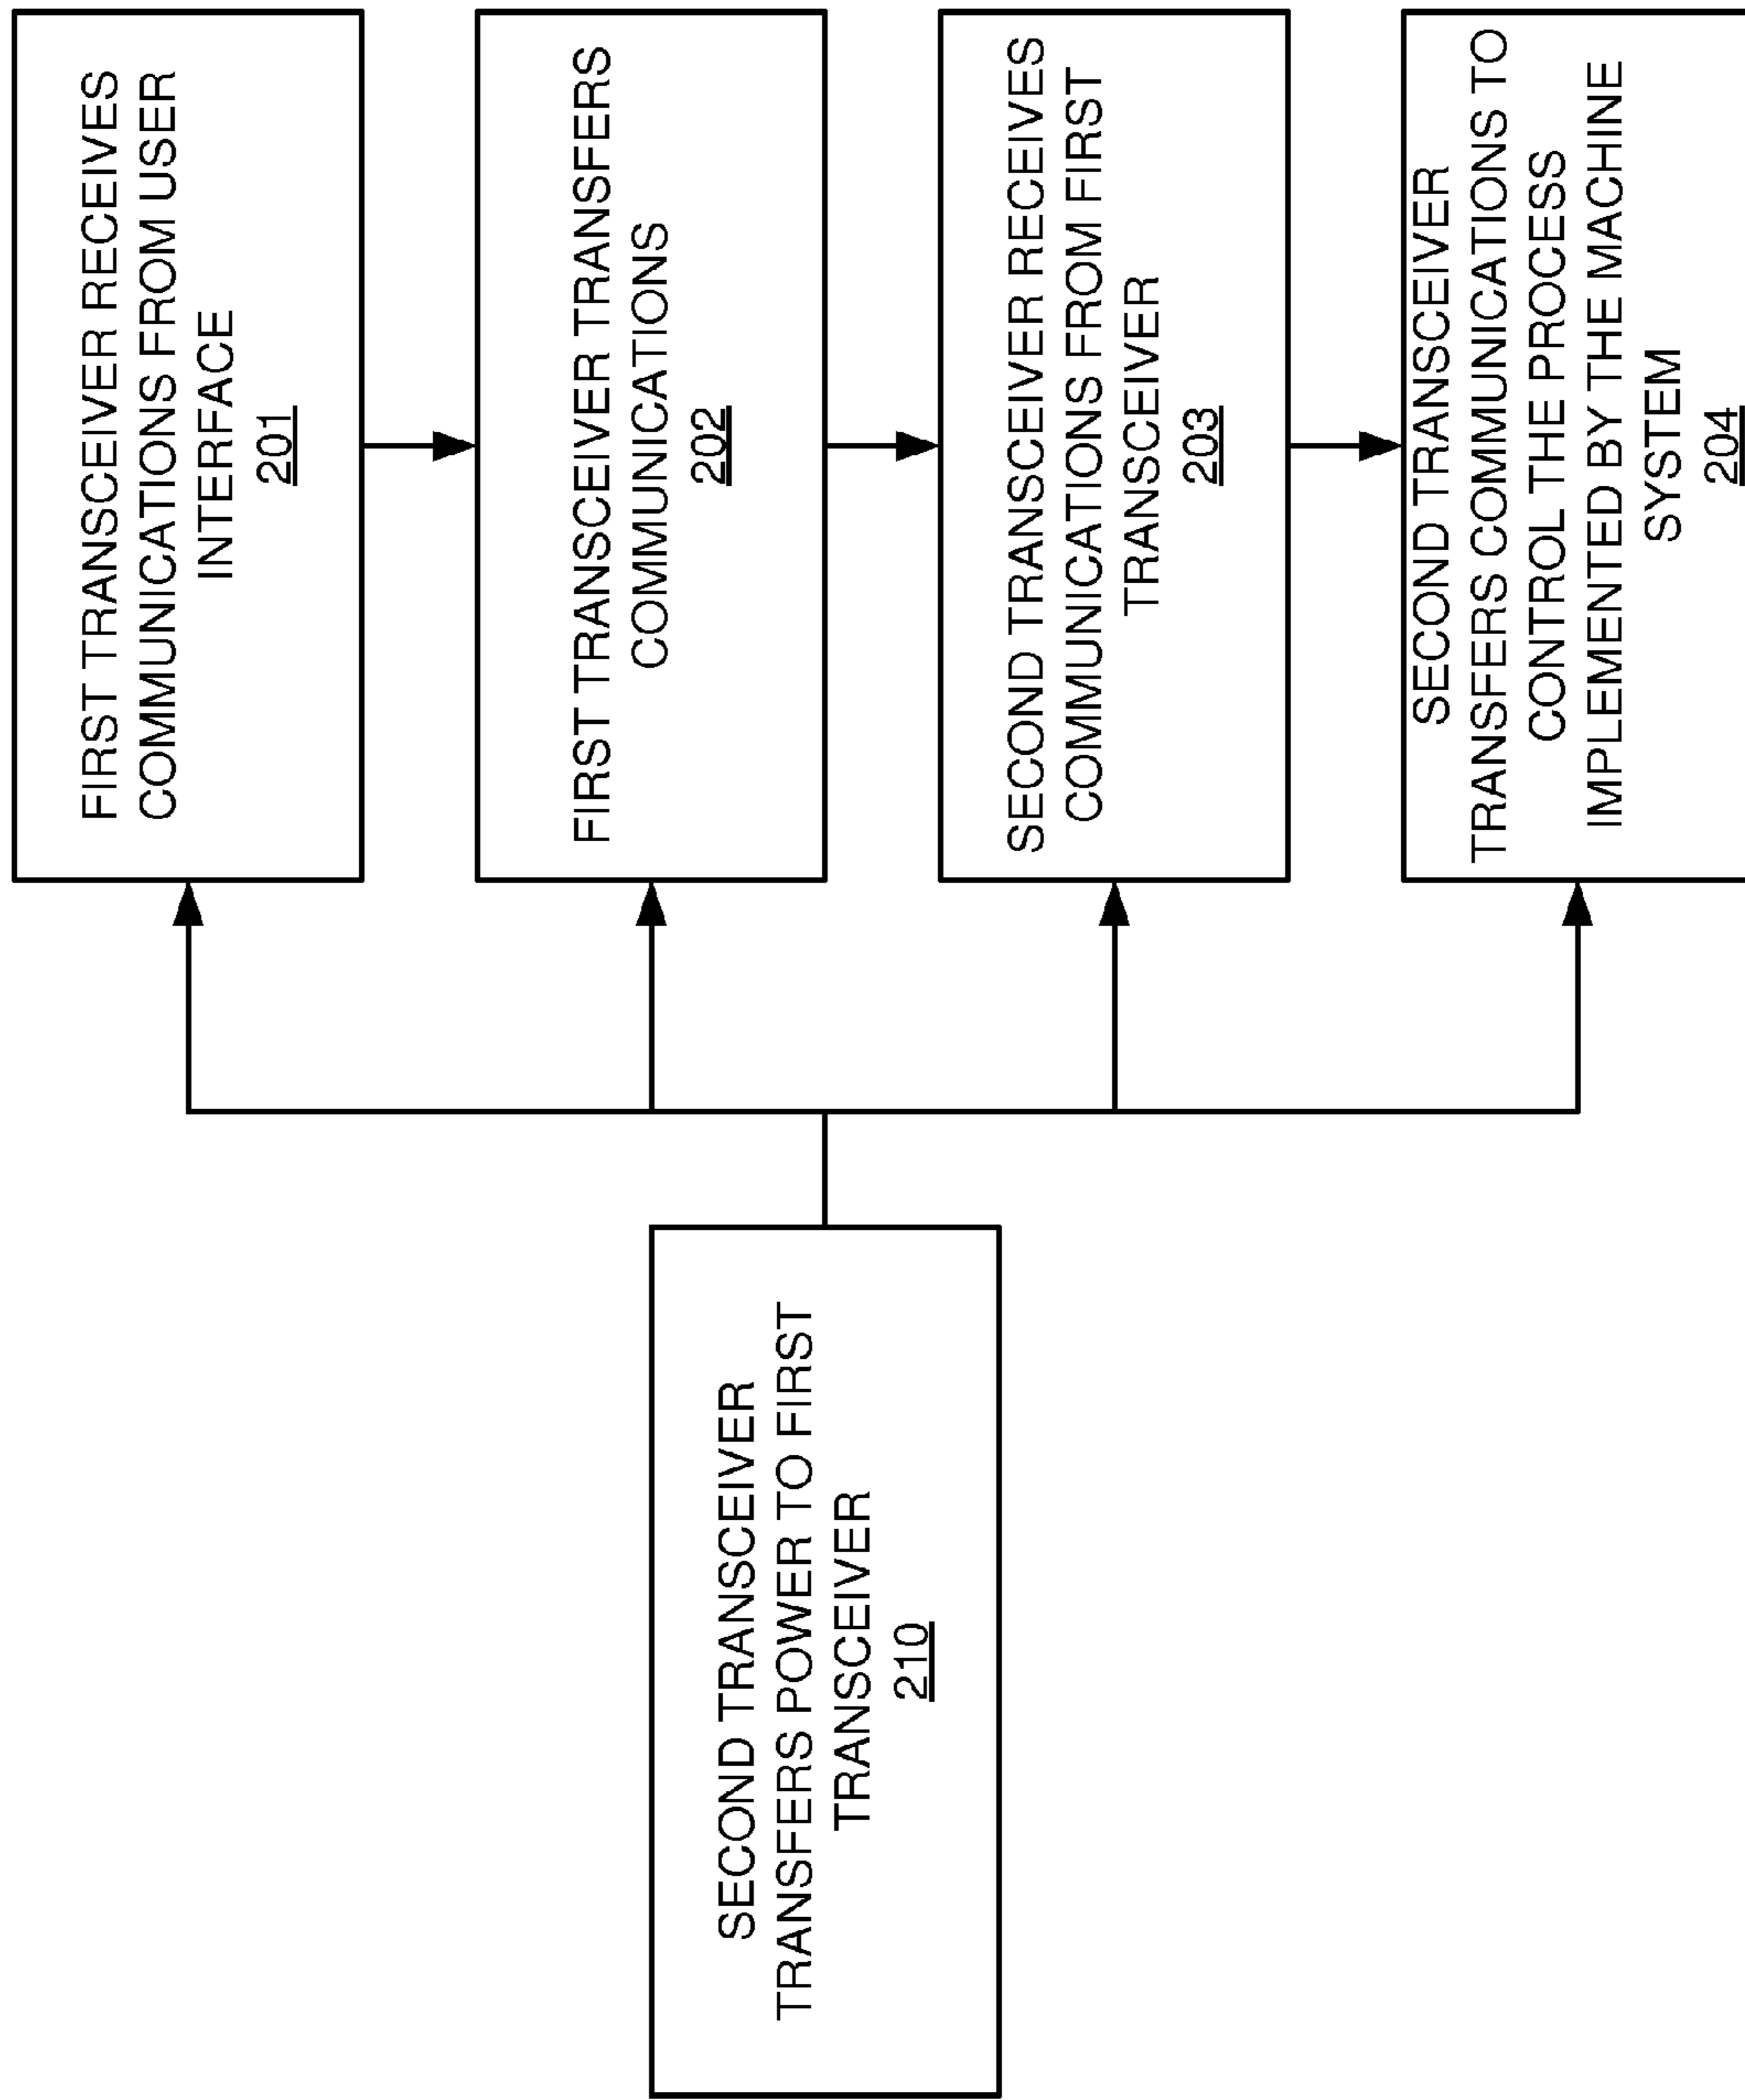 FIRST TRANSCEIVER RECEIVES
COMMUNICATIONS FROM USER
INTERFACE
201
FIRST TRANSCEIVER TRANSFERS
COMMUNICATIONS
202
SECOND TRANSCEIVER RECEIVES
COMMUNICATIONS FROM FIRST
TRANSCEIVER
203
SECOND TRANSCEIVER
TRANSFERS COMMUNICATIONS TO
CONTROL THE PROCESS
IMPLEMENTED BY THE MACHINE
SYSTEM
204
SECOND TRANSCEIVER
TRANSFERS POWER TO FIRST
TRANSCEIVER
210